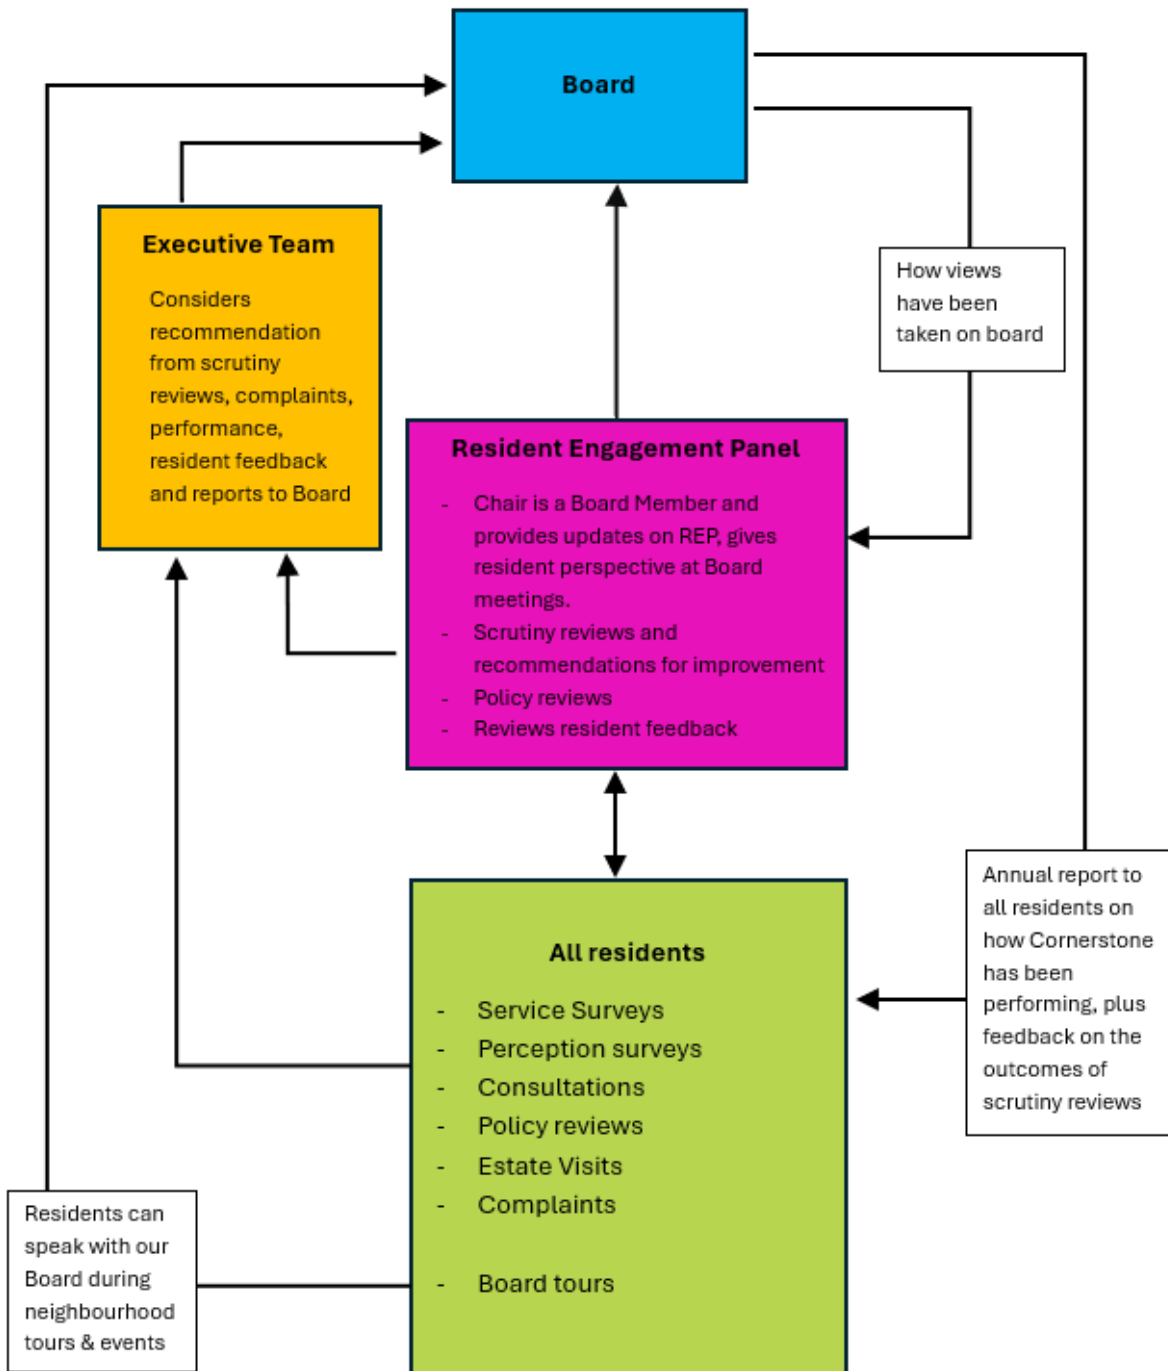 Board
Executive Team
Considers
recommendation
from scrutiny
reviews, complaints,
performance,
resident feedback
and reports to Board
How views
have been
taken on board
Resident Engagement Panel
- Chair is a Board Member and
provides updates on REP, gives
resident perspective at Board
meetings.
- Scrutiny reviews and
recommendations for improvement
- Policy reviews
- Reviews resident feedback
All residents
- Service Surveys
- Perception surveys
- Consultations
- Policy reviews
- Estate Visits
- Complaints
- Board tours
Annual report to
all residents on
how Cornerstone
has been
performing, plus
feedback on the
outcomes of
scrutiny reviews
Residents can
speak with our
Board during
neighbourhood
tours & events